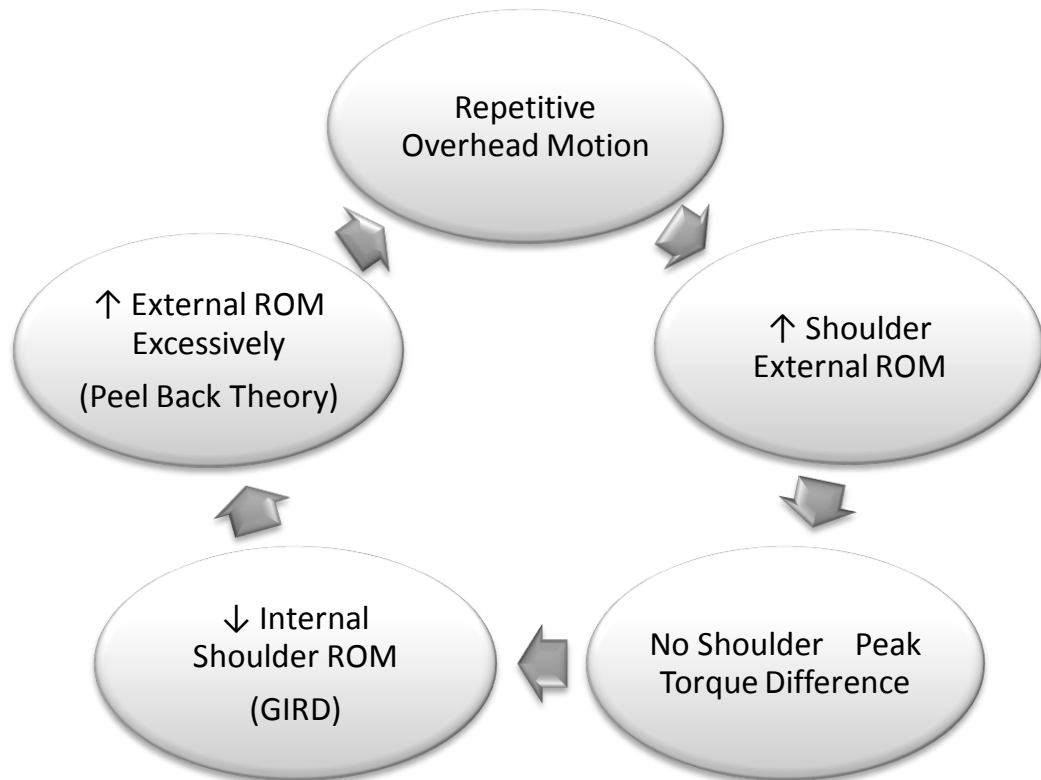 Repetitive
Overhead Motion
↑ Shoulder
External ROM
No Shoulder   Peak
Torque Difference
↓ Internal
Shoulder ROM
(GIRD)
↑ External ROM
Excessively
(Peel Back Theory)